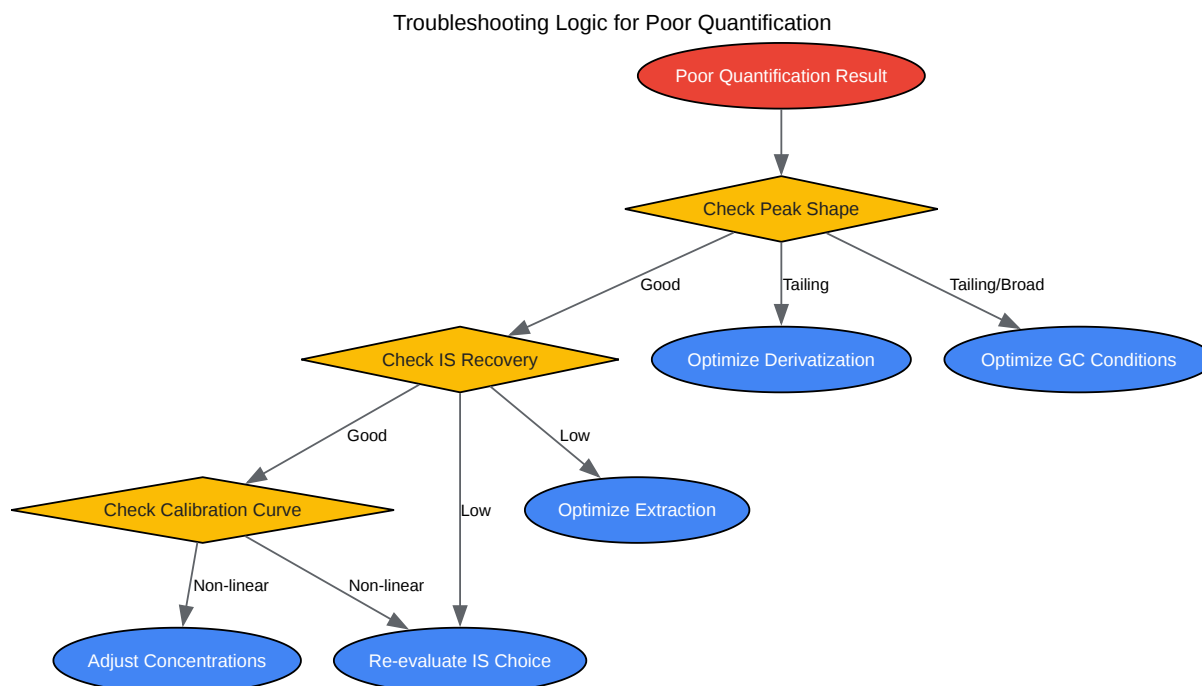 Troubleshooting Logic for Poor Quantification
Poor Quantification Result
Check Peak Shape
Good
Tailing
Tailing/Broad
Check IS Recovery
Optimize Derivatization
Optimize GC Conditions
Good
Low
Low
Check Calibration Curve
Optimize Extraction
Non-linear
Non-linear
Adjust Concentrations
Re-evaluate IS Choice